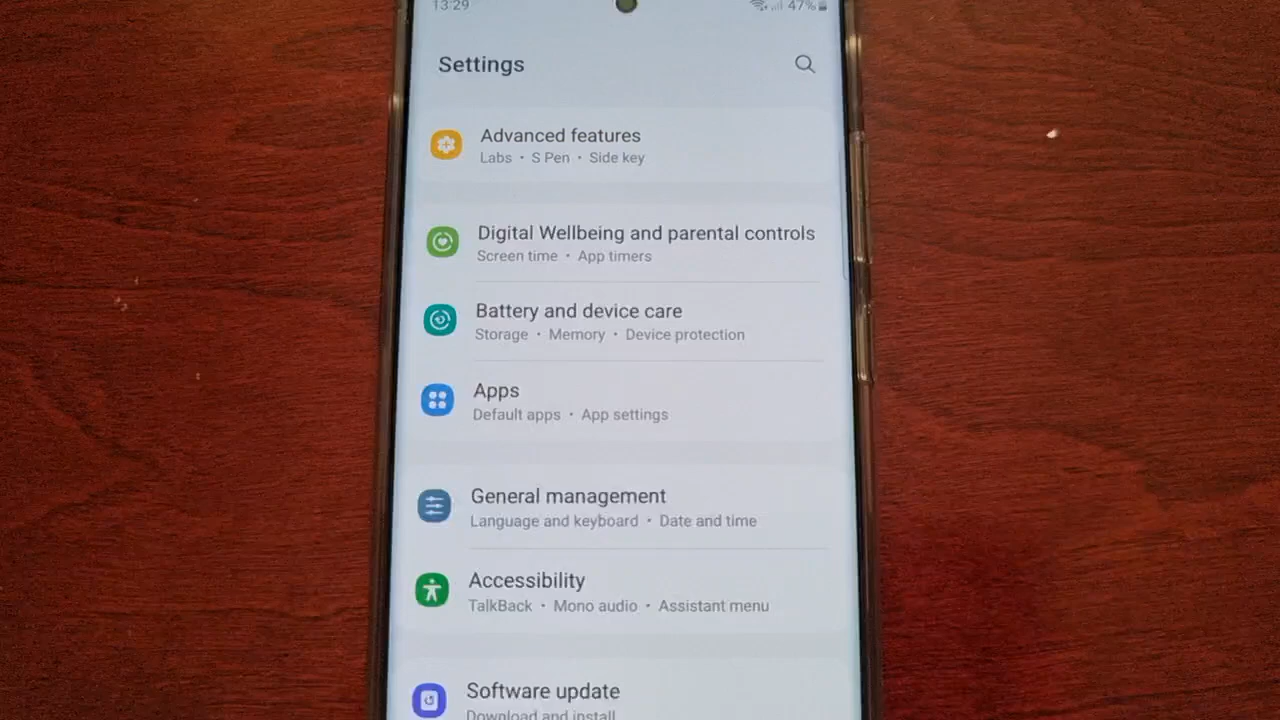 13:29 47%
Settings
Advanced features
Labs • S Pen • Side key
Digital Wellbeing and parental controls
Screen time • App timers
Battery and device care
Storage • Memory • Device protection
Apps
Default apps • App settings
General management
Language and keyboard • Date and time
Accessibility
TalkBack • Mono audio • Assistant menu
Software update
Download and install